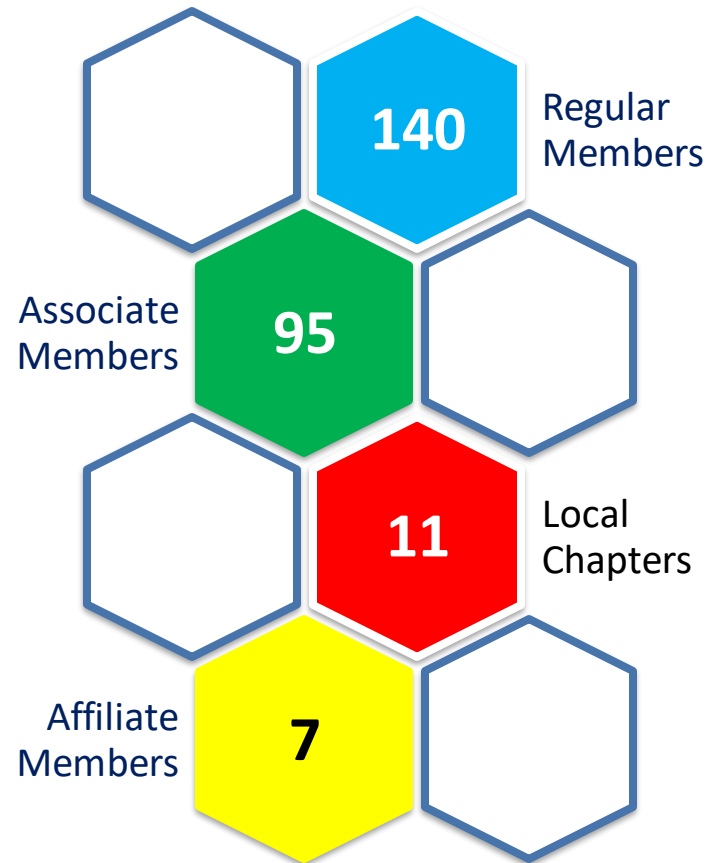 140
Regular
Members
Associate
Members
95
11
Local
Chapters
Affiliate
Members
7